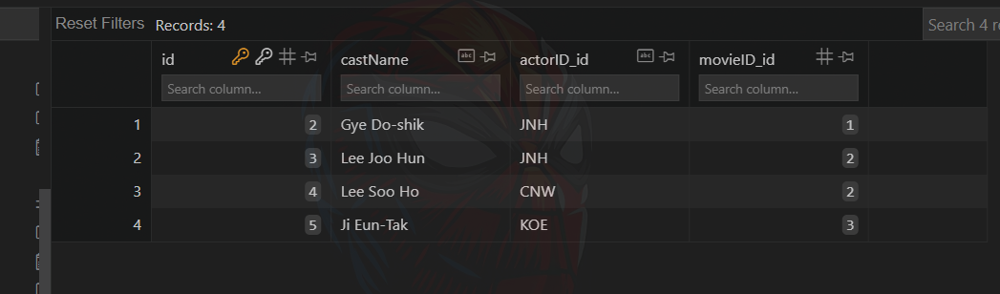 Reset Filters Records: 4 Search 4 re
id castName actorID_id movieID_id
Search column... Search column... Search column... Search column...
1 2 Gye Do-shik JNH 1
2 3 Lee Joo Hun JNH 2
3 4 Lee Soo Ho CNW 2
4 5 Ji Eun-Tak KOE 3